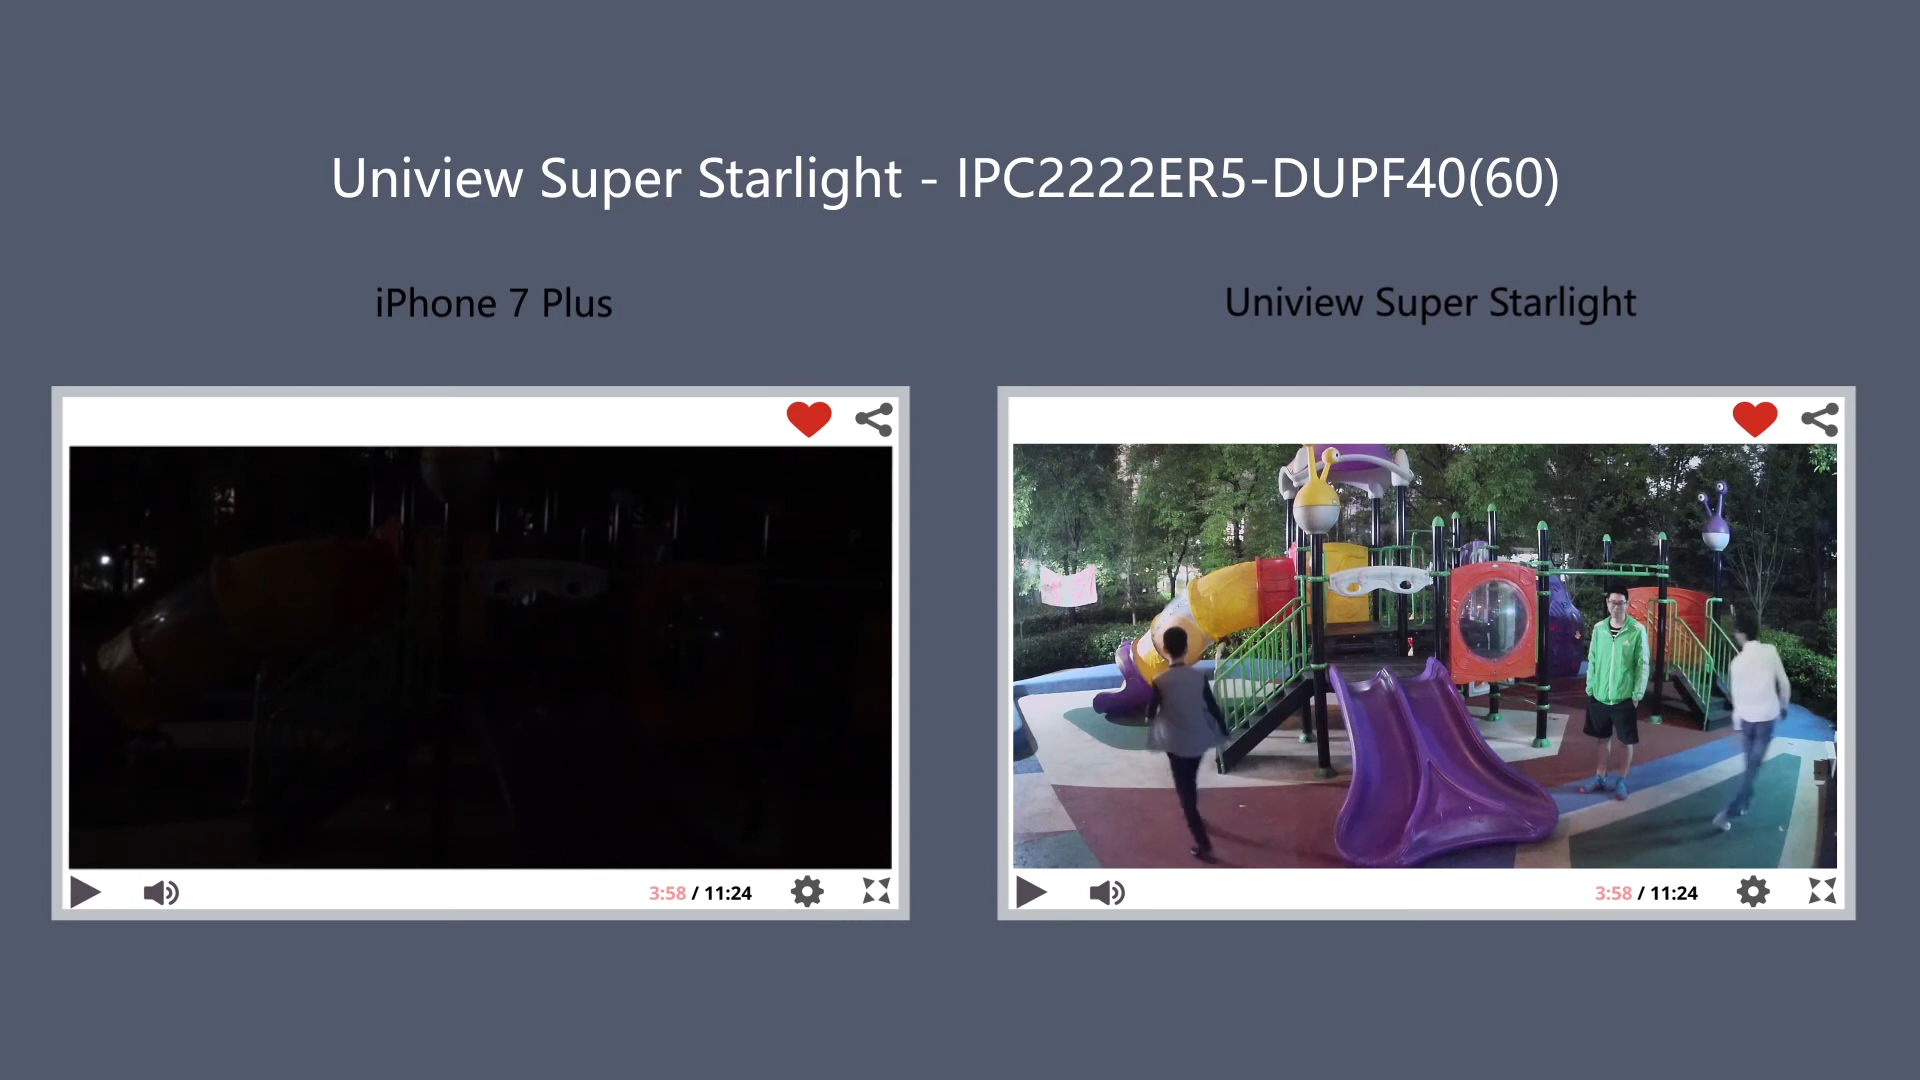 Uniview Super Starlight - IPC2222ER5-DUPF40(60)
iPhone 7 Plus
Uniview Super Starlight
3:58 / 11:24
3:58 / 11:24